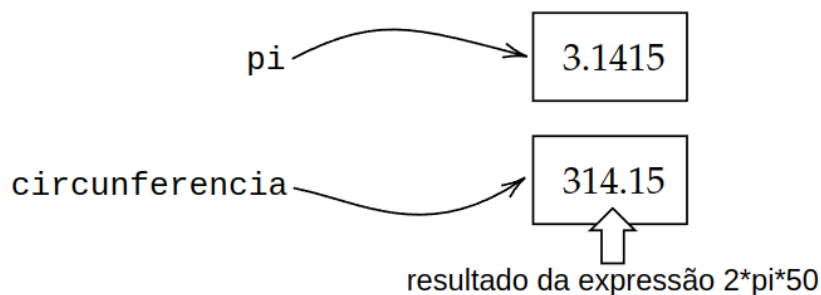 pi 3.1415
circunferencia 314.15
resultado da expressão 2*pi*50